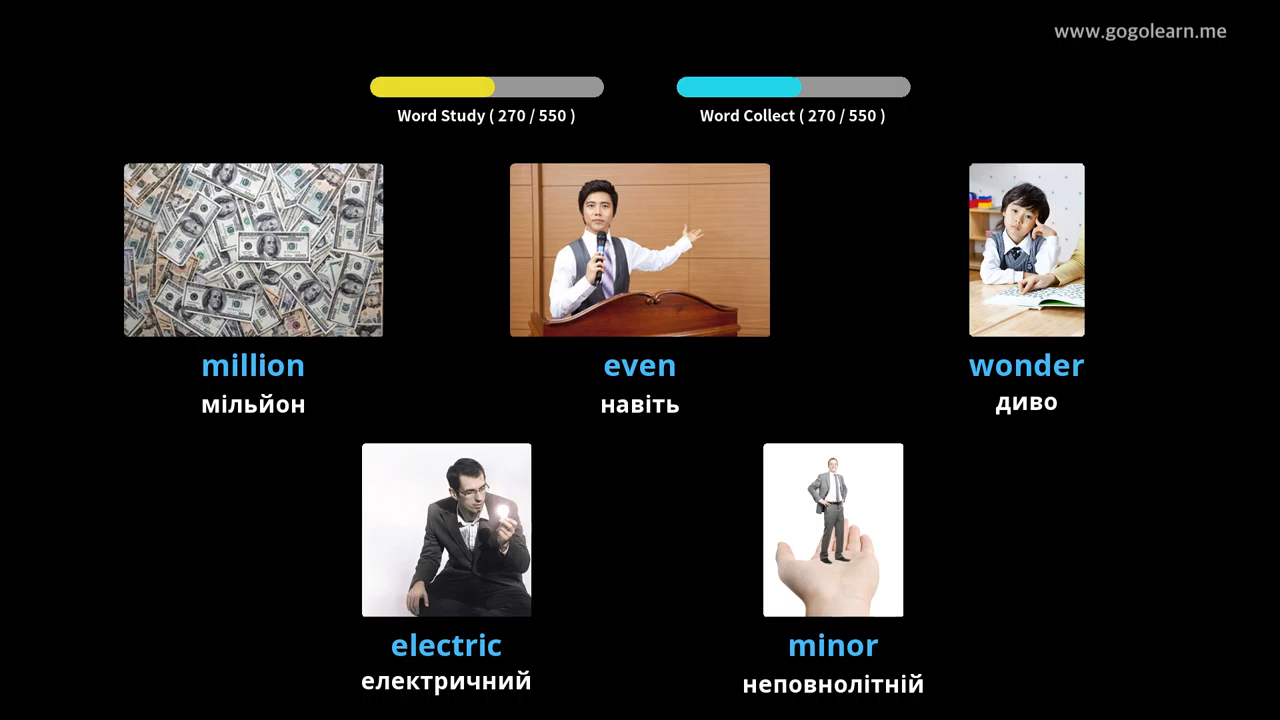 www.gogolearn.me
Word Study ( 270 / 550 )
Word Collect ( 270 / 550 )
million
мільйон
even
навіть
wonder
диво
electric
електричний
minor
неповнолітній